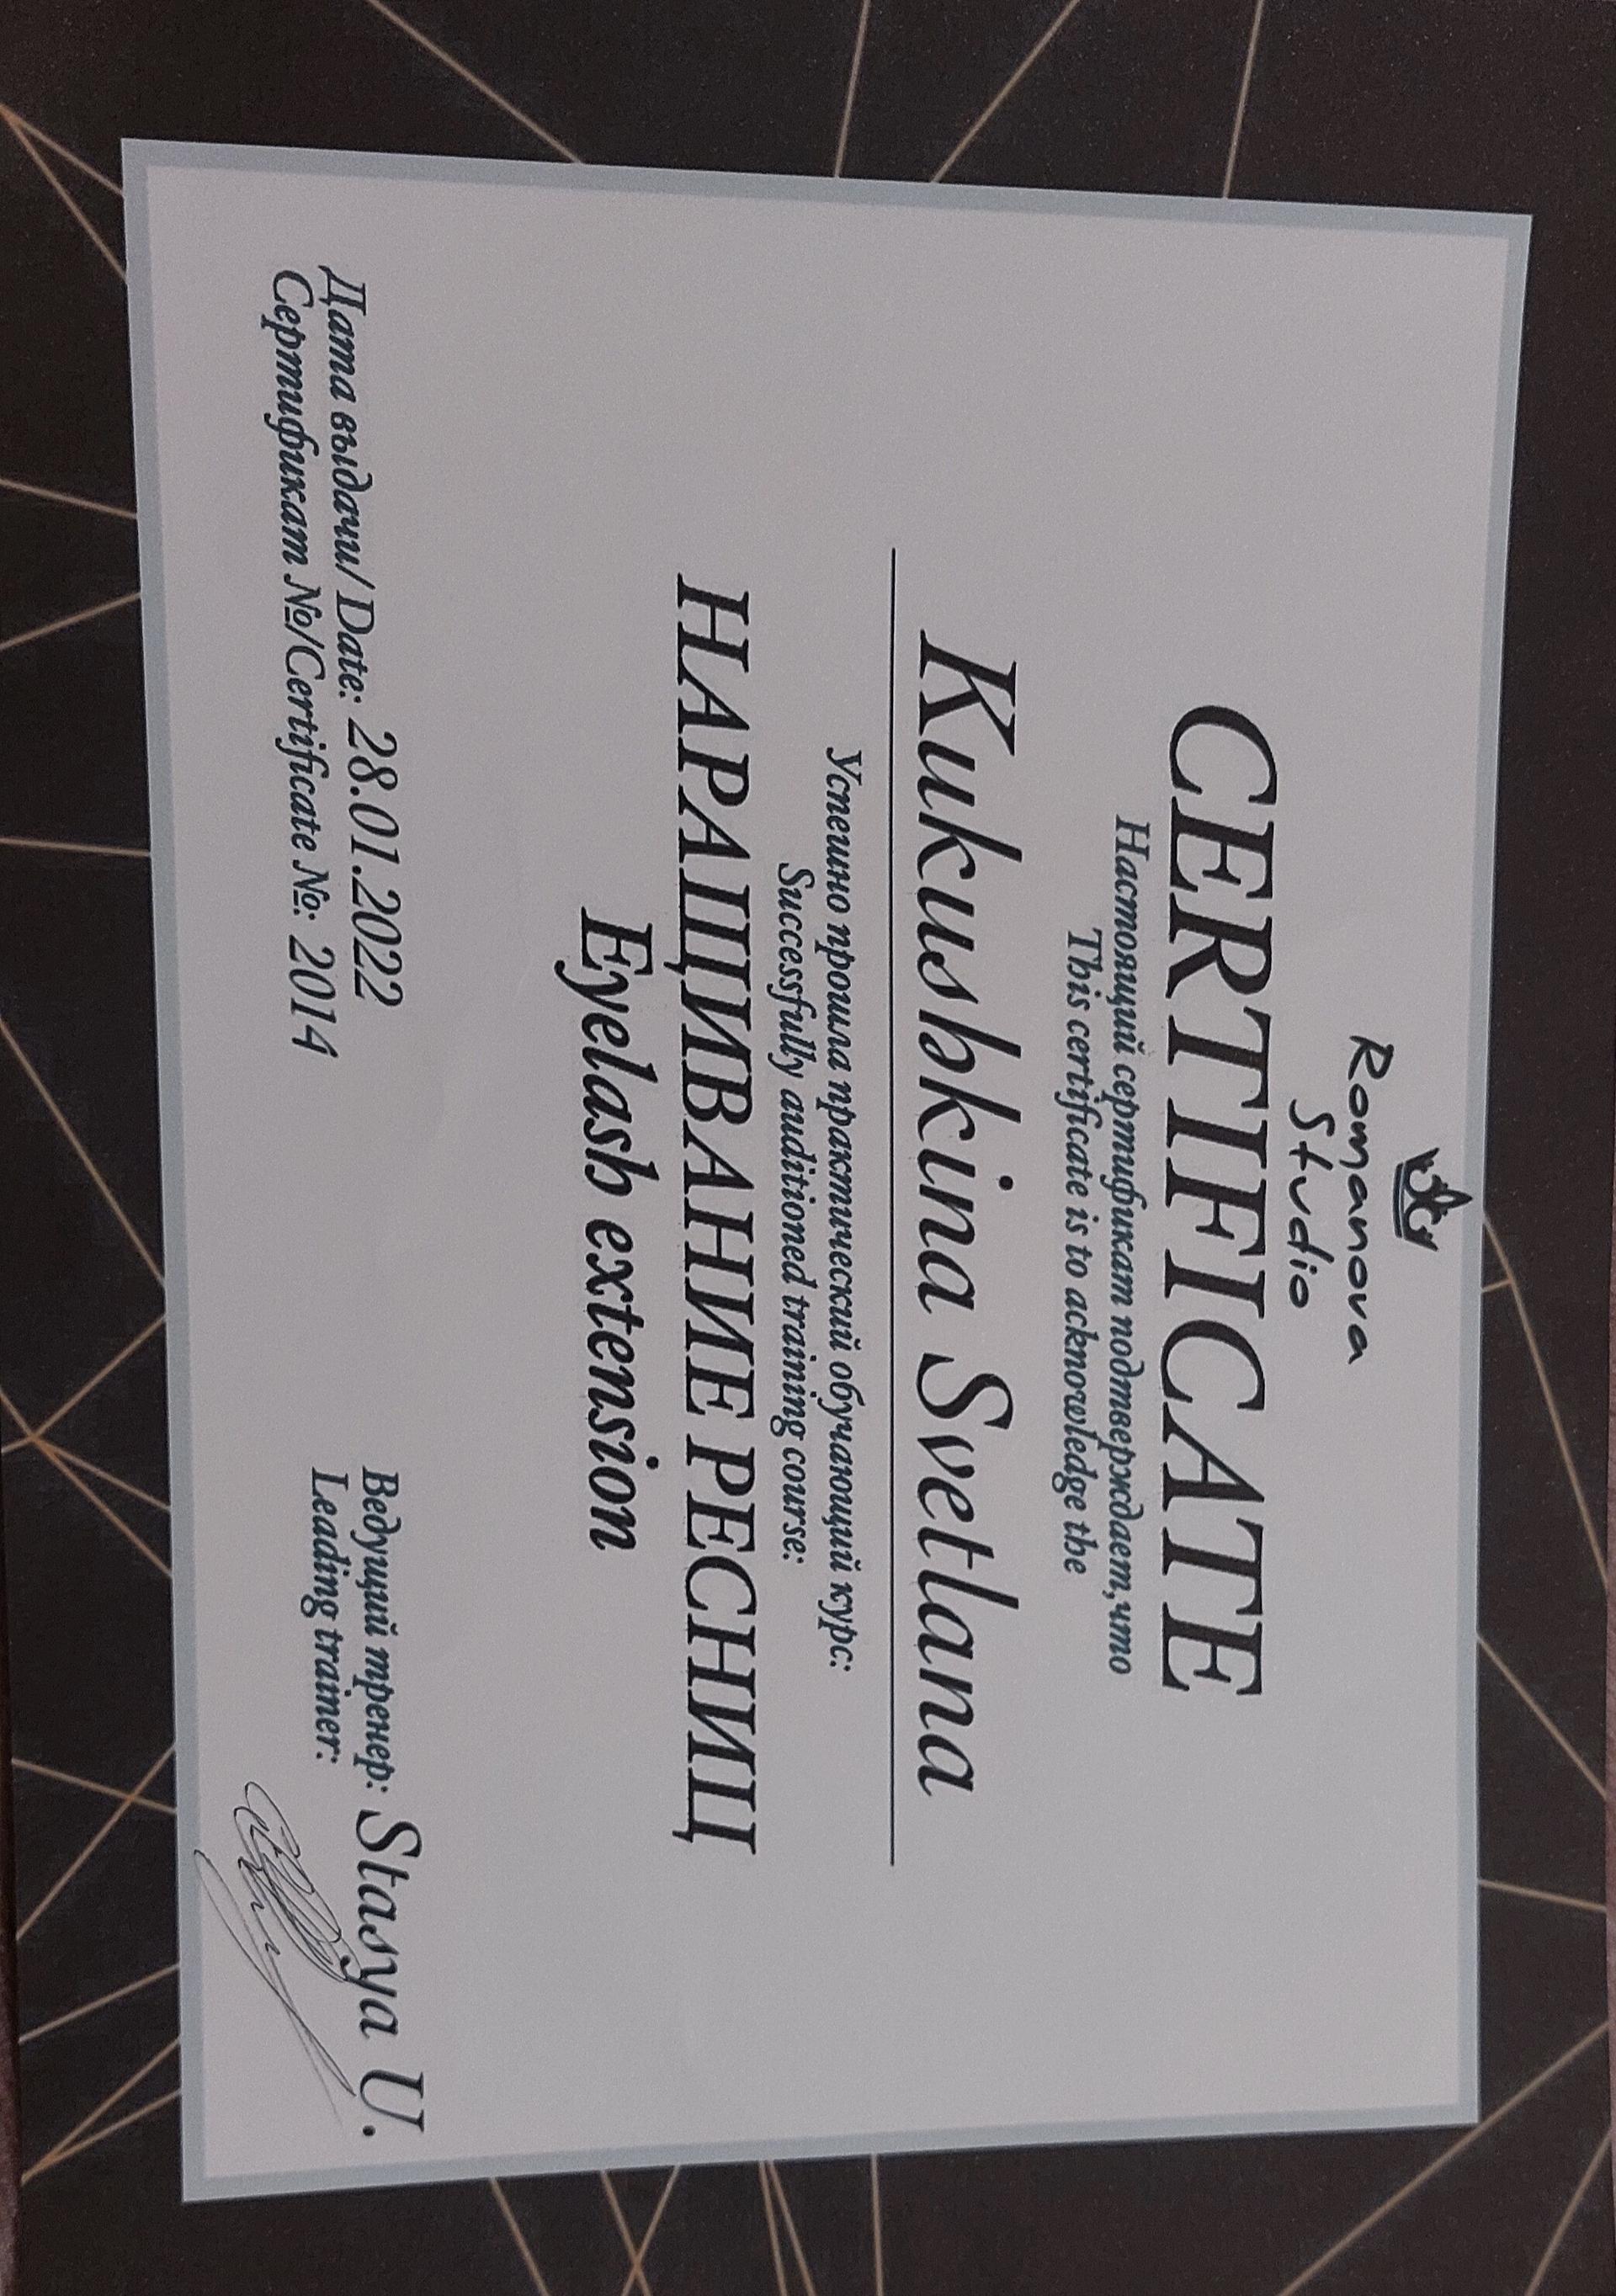 Romanova
Studio
CERTIFICATE
Настоящий сертификат подтверждает,что
This certificate is to acknowledge the
Kukushkina Svetlana
Успешно прошла практический обучающий курс:
Successfully auditioned training course:
НАРАЩИВАНИЕ РЕСНИЦ
Eyelash extension
Дата выдачи/ Date: 28.01.2022
Сертификат №/Certificate №: 2014
Ведущий тренер: Stasya U.
Leading trainer: